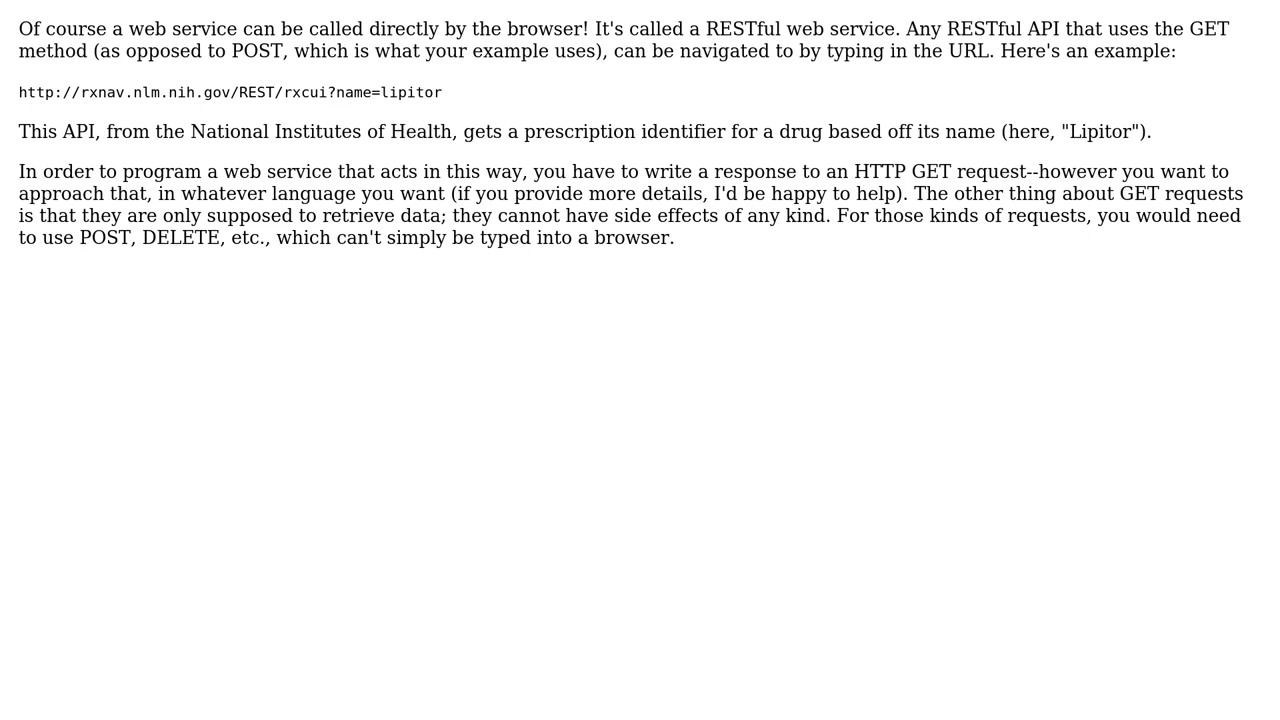 Of course a web service can be called directly by the browser! It's called a RESTful web service. Any RESTful API that uses the GET
method (as opposed to POST, which is what your example uses), can be navigated to by typing in the URL. Here's an example:
http://rxnav.nlm.nih.gov/REST/rxcui?name=lipitor
This API, from the National Institutes of Health, gets a prescription identifier for a drug based off its name (here, "Lipitor").
In order to program a web service that acts in this way, you have to write a response to an HTTP GET request--however you want to
approach that, in whatever language you want (if you provide more details, I'd be happy to help). The other thing about GET requests
is that they are only supposed to retrieve data; they cannot have side effects of any kind. For those kinds of requests, you would need
to use POST, DELETE, etc., which can't simply be typed into a browser.